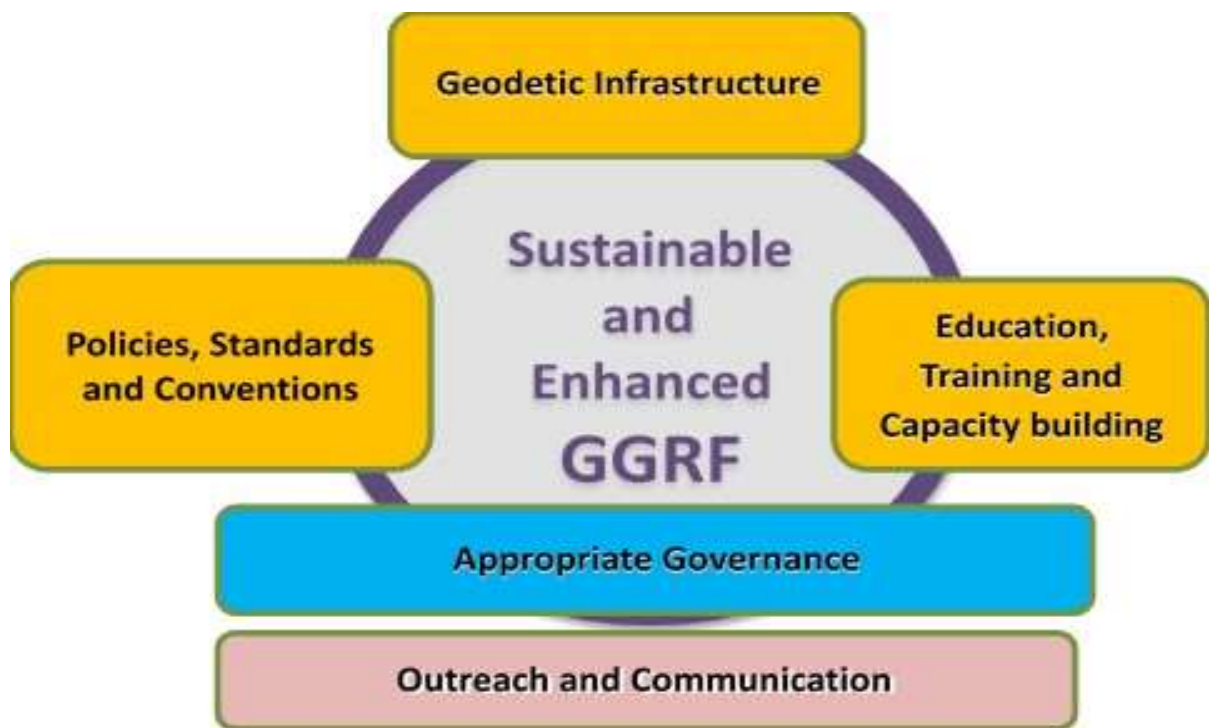 Geodetic Infrastructure
Sustainable
and
Enhanced
GGRF
Policies, Standards
and Conventions
Education,
Training and
Capacity building
Appropriate Governance
Outreach and Communication